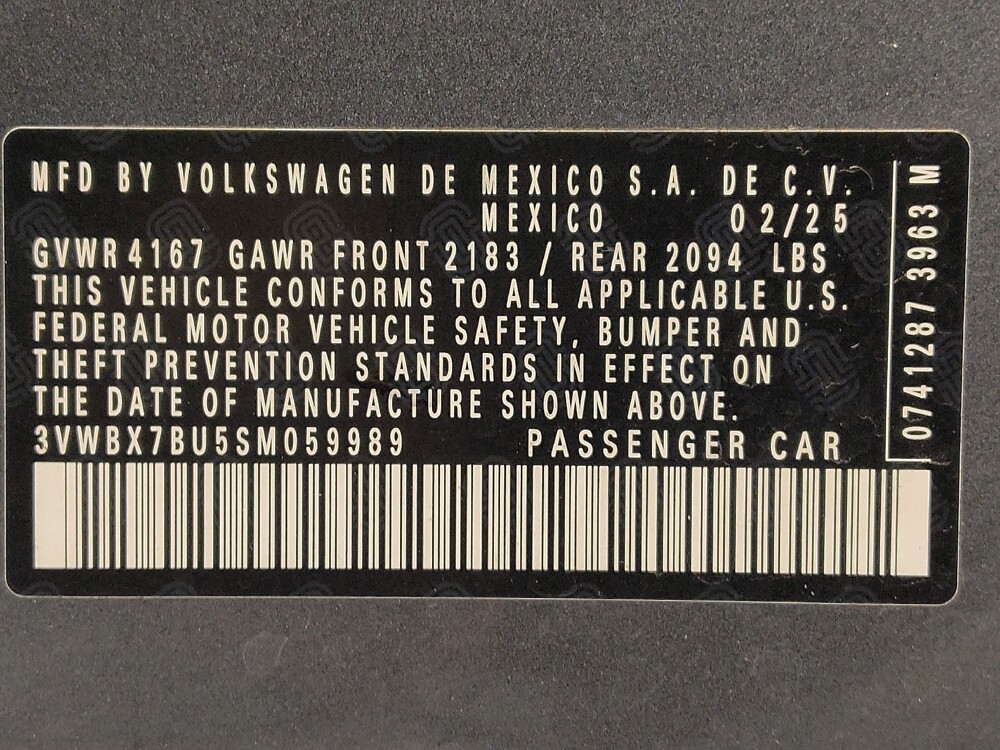 MFD BY VOLKSWAGEN DE MEXICO S.A. DE C.V.
MEXICO 02/25
GVWR 4167 GAWR FRONT 2183 / REAR 2094 LBS
THIS VEHICLE CONFORMS TO ALL APPLICABLE U.S.
FEDERAL MOTOR VEHICLE SAFETY, BUMPER AND
THEFT PREVENTION STANDARDS IN EFFECT ON
THE DATE OF MANUFACTURE SHOWN ABOVE.
3VWBX7BU5SM059989 PASSENGER CAR
0741287 3963 M